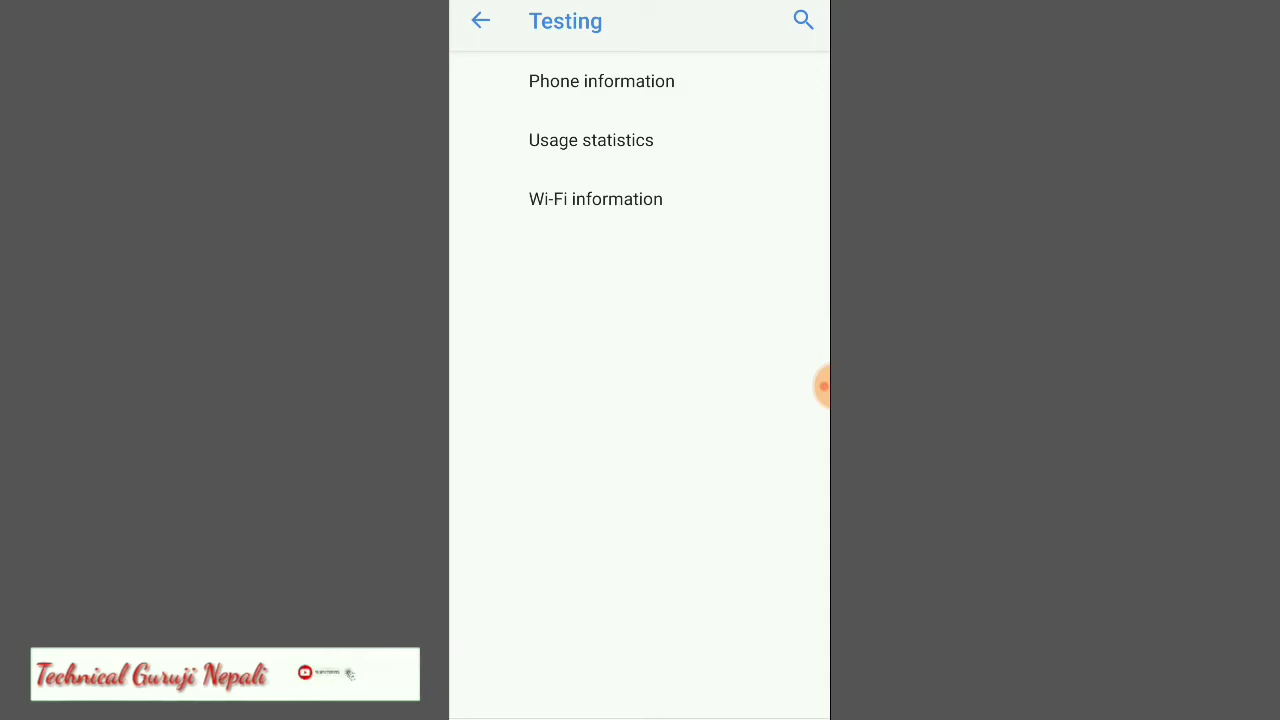 Testing
Phone information
Usage statistics
Wi-Fi information
Technical Guruji Nepali